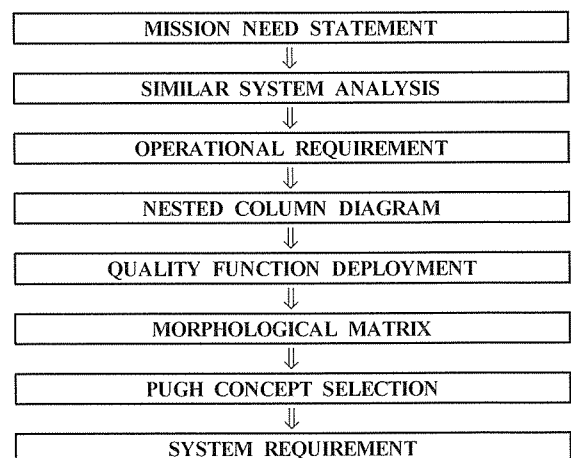 MISSION NEED STATEMENT
SIMILAR SYSTEM ANALYSIS
OPERATIONAL REQUIREMENT
NESTED COLUMN DIAGRAM
QUALITY FUNCTION DEPLOYMENT
MORPHOLOGICAL MATRIX
PUGH CONCEPT SELECTION
SYSTEM REQUIREMENT